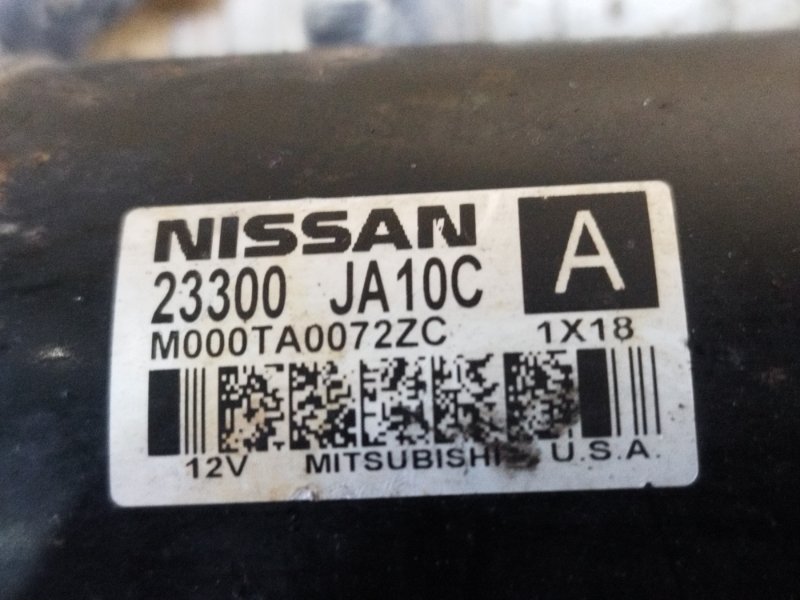 NISSAN
A
23300 JA10C
M000TA0072ZC 1X18
12V MITSUBISHI U.S.A.